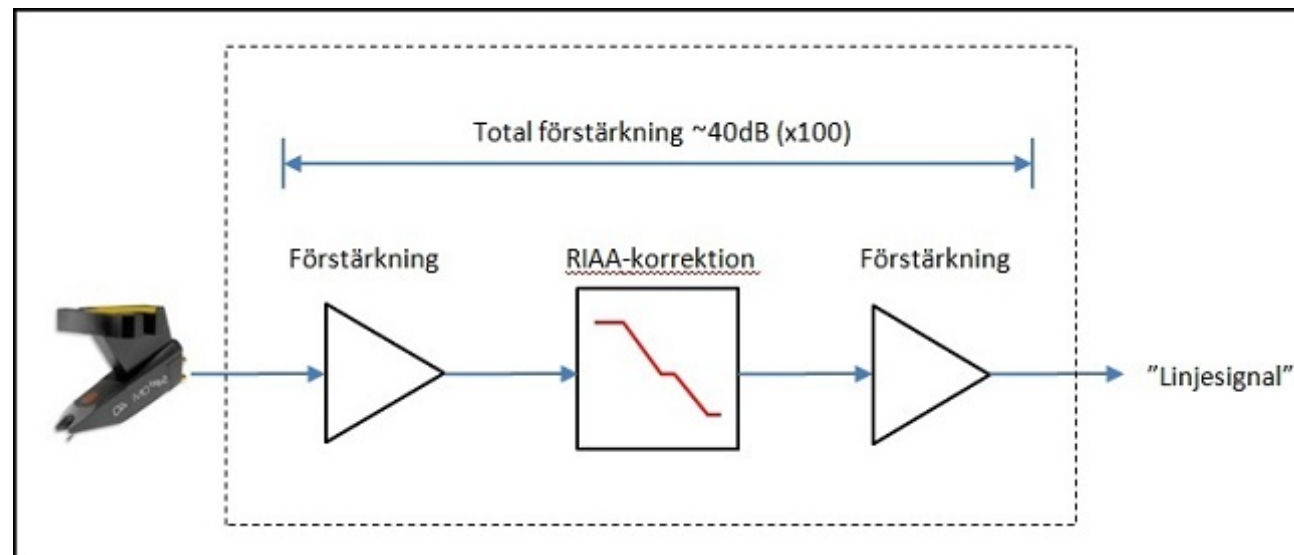 Total förstärkning ~40dB (x100)
Förstärkning
RIAA-korrektion
Förstärkning
"Linjesignal"